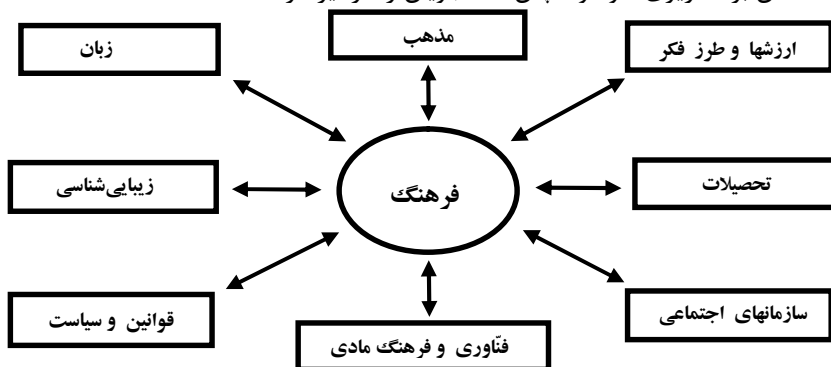 مذهب
ارزشها و طرز فکر
زبان
تحصیلات
فرهنگ
زیبایی‌شناسی
سازمانهای اجتماعی
فنّاوری و فرهنگ مادی
قوانین و سیاست